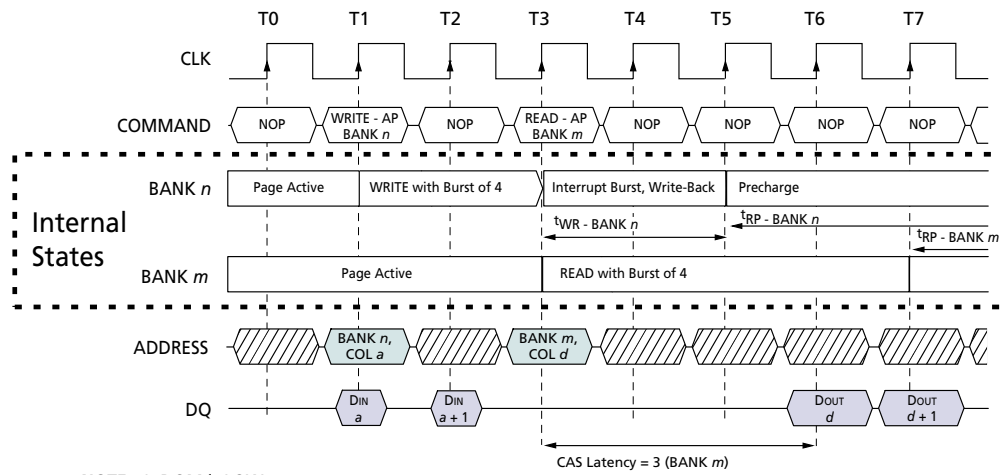 T0 T1 T2 T3 T4 T5 T6 T7
CLK
COMMAND NOP WRITE - AP BANK n NOP READ - AP BANK m NOP NOP NOP NOP
Internal States
BANK n Page Active WRITE with Burst of 4 Interrupt Burst, Write-Back Precharge
tWR - BANK n tRP - BANK n
tRP - BANK m
BANK m Page Active READ with Burst of 4
ADDRESS BANK n, COL a BANK m, COL d
DQ DIN a DIN a + 1 DOUT d DOUT d + 1
CAS Latency = 3 (BANK m)